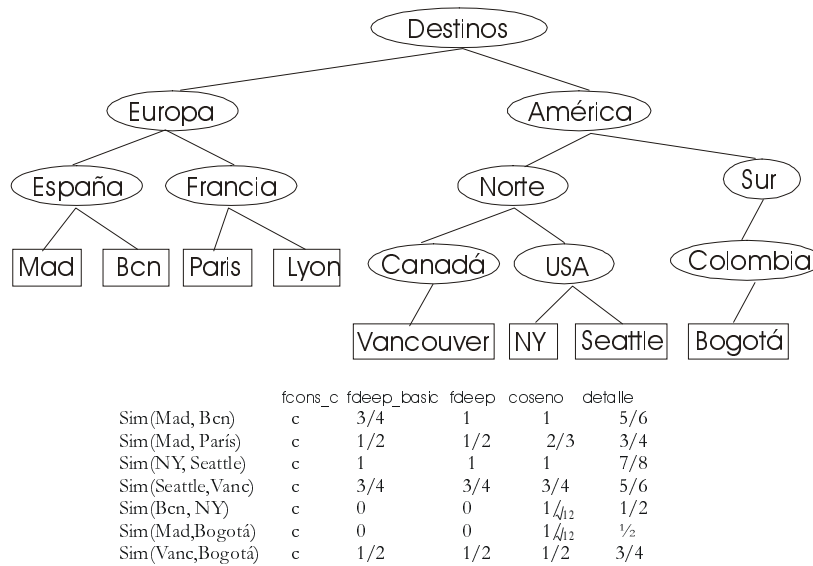 Destinos
Europa América
España Francia Norte Sur
Mad Bcn Paris Lyon Canadá USA Colombia
Vancouver NY Seattle Bogotá
fcons_c fdeep_basic fdeep coseno detalle
Sim(Mad, Bcn) c 3/4 1 1 5/6
Sim(Mad, París) c 1/2 1/2 2/3 3/4
Sim(NY, Seattle) c 1 1 1 7/8
Sim(Seattle,Vanc) c 3/4 3/4 3/4 5/6
Sim(Bcn, NY) c 0 0 1/√12 1/2
Sim(Mad,Bogotá) c 0 0 1/√12 ½
Sim(Vanc,Bogotá) c 1/2 1/2 1/2 3/4